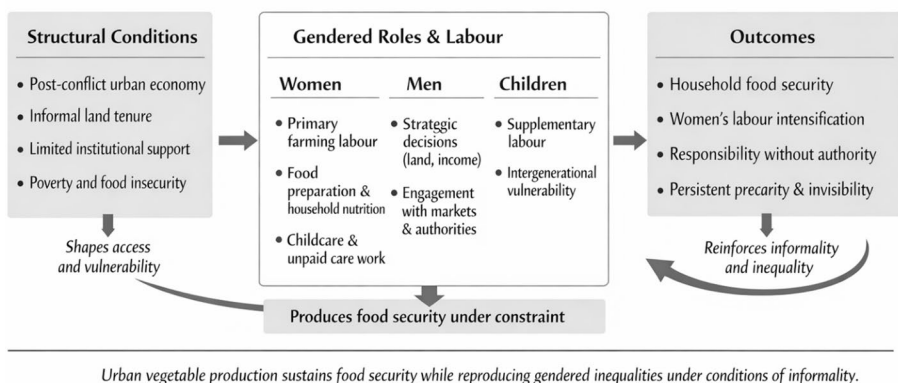 Structural Conditions
• Post-conflict urban economy
• Informal land tenure
• Limited institutional support
• Poverty and food insecurity
Shapes access
and vulnerability
Gendered Roles & Labour
Women
• Primary
farming labour
• Food
preparation &
household nutrition
• Childcare &
unpaid care work
Men
• Strateggic
decisions
(land, income)
• Engagement
with markets
& authorities
Children
• Supplementary
labour
• Intergenerational
vulnerability
Produces food security under constraint
Outcomes
• Household food security
• Women's labour intensification
• Responsibility without authority
• Persistent precarity & invisibility
Reinforces informality
and inequality
Urban vegetable production sustains food security while reproducing gendered inequalities under conditions of informality.